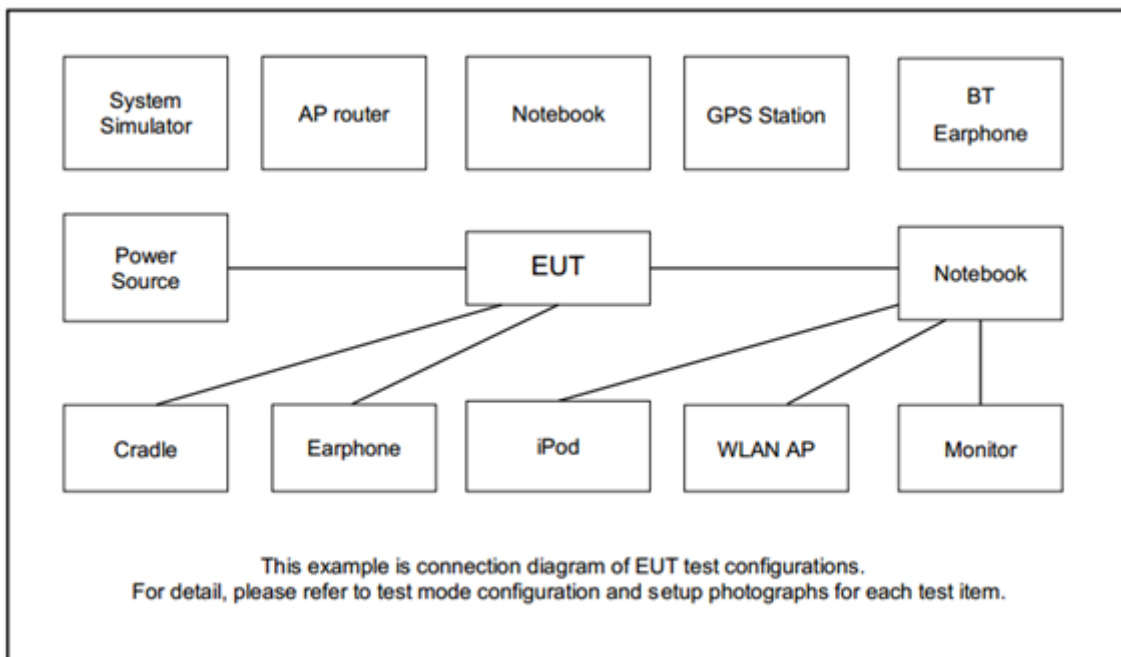 System
Simulator
AP router
Notebook
GPS Station
BT
Earphone
Power
Source
EUT
Notebook
Cradle
Earphone
iPod
WLAN AP
Monitor
This example is connection diagram of EUT test configurations.
For detail, please refer to test mode configuration and setup photographs for each test item.